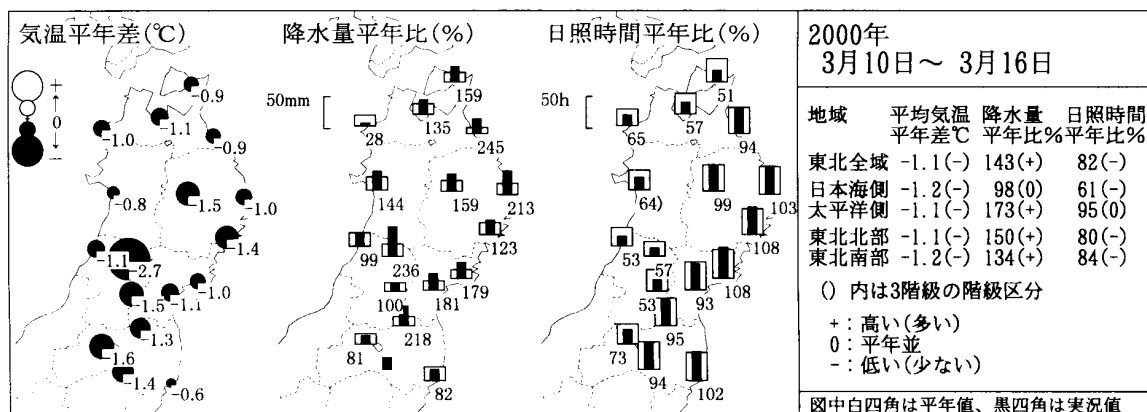 気温平年差(℃)
+
0
−
-0.9
-1.1
-1.0
-0.9
-0.8
-1.5
-1.0
-1.4
-1.1
-2.7
-1.0
-1.5
-1.1
-1.3
-1.6
-1.4
-0.6
降水量平年比(%)
50mm
159
135
28
245
144
159
213
123
99
236
179
100
181
218
81
82
日照時間平年比(%)
50h
51
57
65
94
64)
99
103
108
53
57
108
53
93
95
73
94
102
2000年
3月10日～ 3月16日
地域 平均気温 降水量 日照時間
平年差℃ 平年比% 平年比%
東北全域 -1.1(-) 143(+) 82(-)
日本海側 -1.2(-) 98(0) 61(-)
太平洋側 -1.1(-) 173(+) 95(0)
東北北部 -1.1(-) 150(+) 80(-)
東北南部 -1.2(-) 134(+) 84(-)
() 内は3階級の階級区分
+：高い(多い)
0：平年並
-：低い(少ない)
図中白四角は平年値、黒四角は実況値